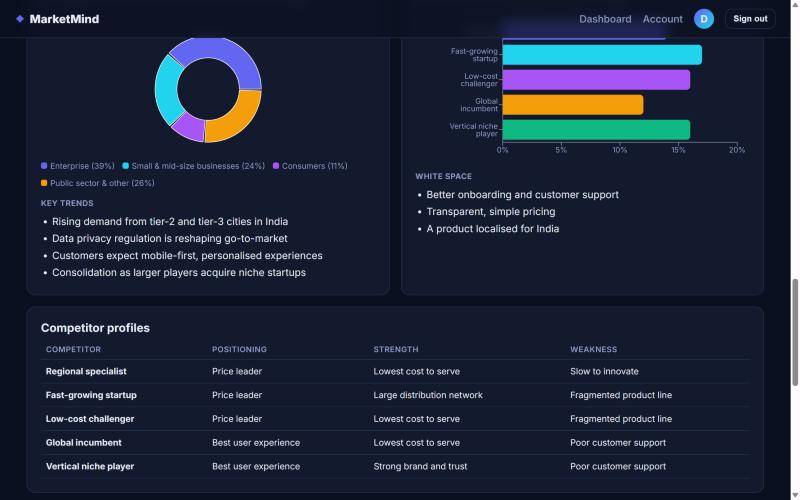 MarketMind
Dashboard Account D Sign out
Enterprise (39%) Small & mid-size businesses (24%) Consumers (11%)
Public sector & other (26%)
KEY TRENDS
• Rising demand from tier-2 and tier-3 cities in India
• Data privacy regulation is reshaping go-to-market
• Customers expect mobile-first, personalised experiences
• Consolidation as larger players acquire niche startups
Fast-growing
startup
Low-cost
challenger
Global
incumbent
Vertical niche
player
0% 5% 10% 15% 20%
WHITE SPACE
• Better onboarding and customer support
• Transparent, simple pricing
• A product localised for India
Competitor profiles
COMPETITOR POSITIONING STRENGTH WEAKNESS
Regional specialist Price leader Lowest cost to serve Slow to innovate
Fast-growing startup Price leader Large distribution network Fragmented product line
Low-cost challenger Price leader Lowest cost to serve Fragmented product line
Global incumbent Best user experience Lowest cost to serve Poor customer support
Vertical niche player Best user experience Strong brand and trust Poor customer support